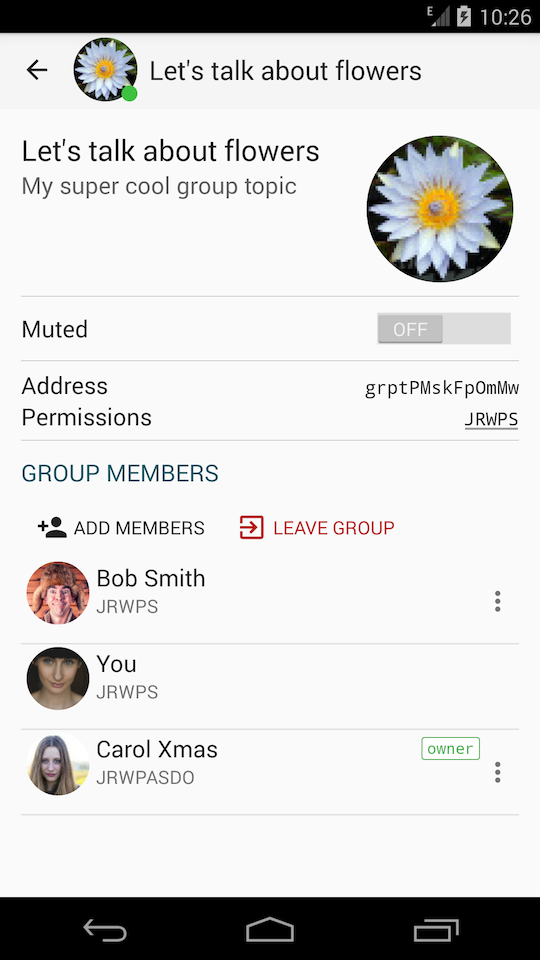 E 10:26
Let's talk about flowers
Let's talk about flowers
My super cool group topic
Muted OFF
Address grptPMskFpOmMw
Permissions JRWPS
GROUP MEMBERS
ADD MEMBERS LEAVE GROUP
Bob Smith
JRWPS
You
JRWPS
Carol Xmas owner
JRWPASDO